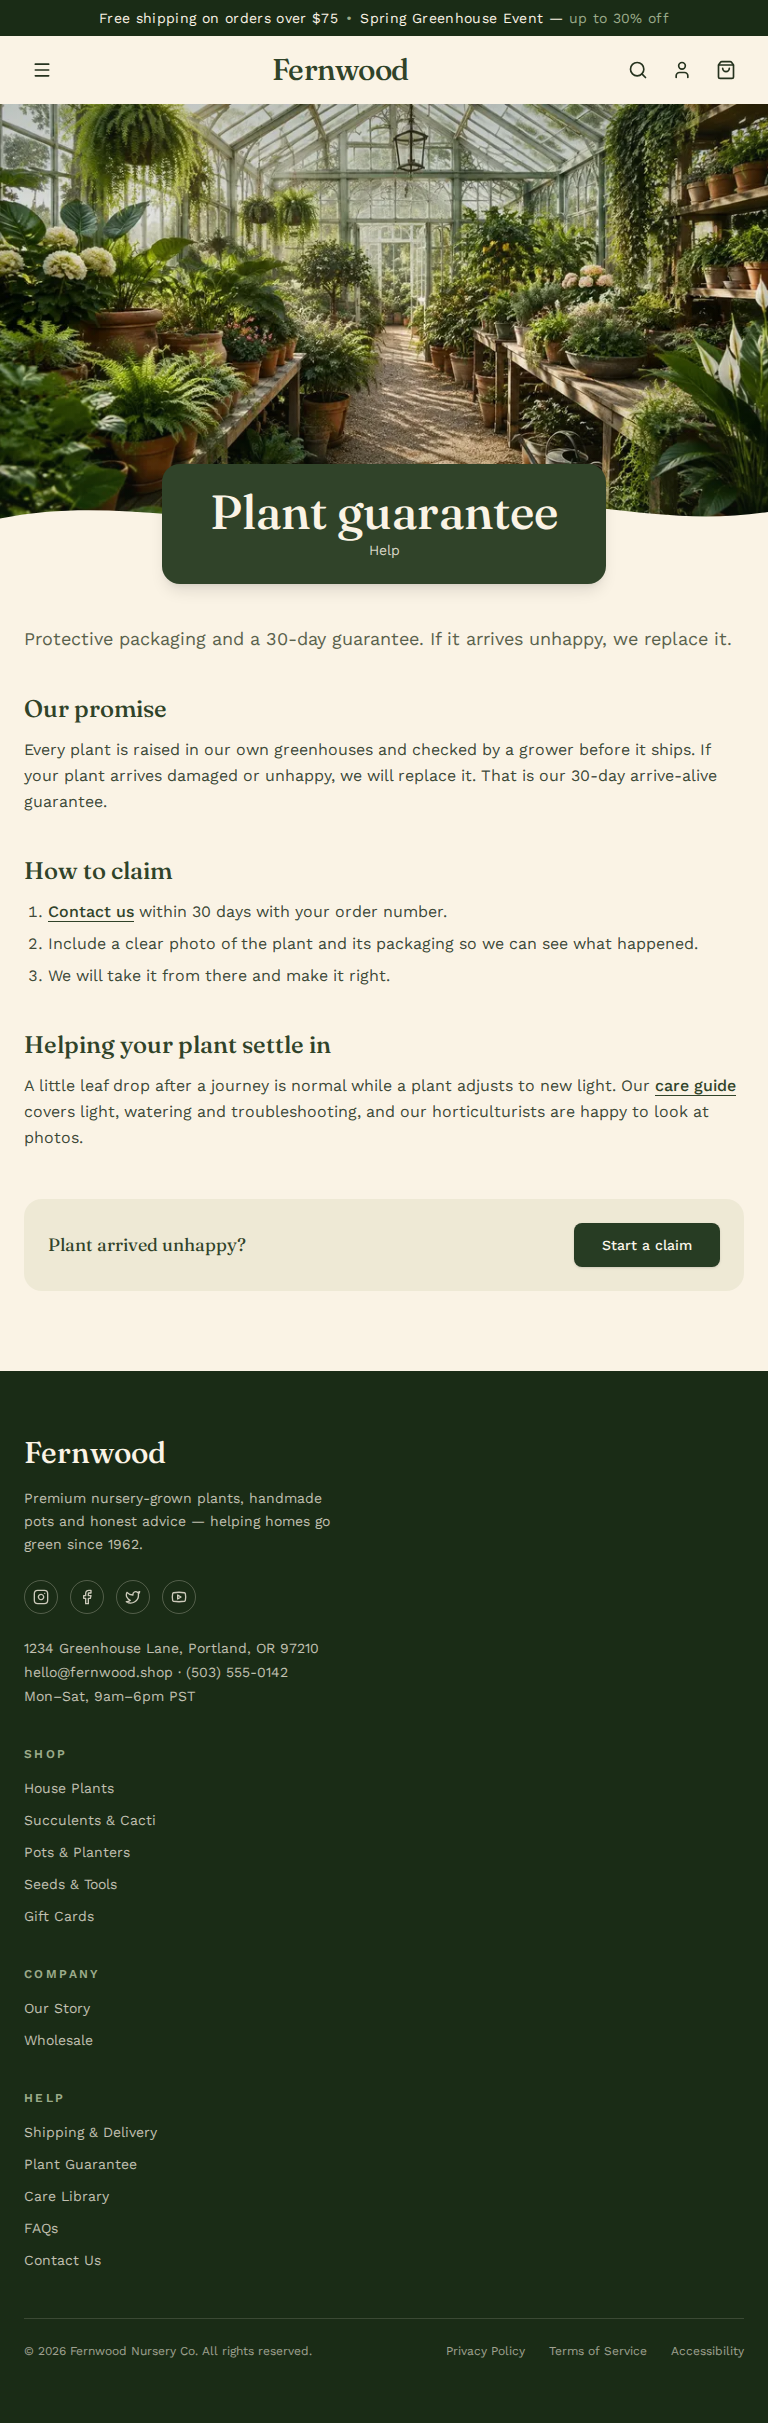 Free shipping on orders over $75 • Spring Greenhouse Event — up to 30% off
Fernwood
Plant guarantee
Help
Protective packaging and a 30-day guarantee. If it arrives unhappy, we replace it.
Our promise
Every plant is raised in our own greenhouses and checked by a grower before it ships. If
your plant arrives damaged or unhappy, we will replace it. That is our 30-day arrive-alive
guarantee.
How to claim
1. Contact us within 30 days with your order number.
2. Include a clear photo of the plant and its packaging so we can see what happened.
3. We will take it from there and make it right.
Helping your plant settle in
A little leaf drop after a journey is normal while a plant adjusts to new light. Our care guide
covers light, watering and troubleshooting, and our horticulturists are happy to look at
photos.
Plant arrived unhappy?
Start a claim
Fernwood
Premium nursery-grown plants, handmade
pots and honest advice — helping homes go
green since 1962.
1234 Greenhouse Lane, Portland, OR 97210
hello@fernwood.shop · (503) 555-0142
Mon–Sat, 9am–6pm PST
SHOP
House Plants
Succulents & Cacti
Pots & Planters
Seeds & Tools
Gift Cards
COMPANY
Our Story
Wholesale
HELP
Shipping & Delivery
Plant Guarantee
Care Library
FAQs
Contact Us
© 2026 Fernwood Nursery Co. All rights reserved.
Privacy Policy
Terms of Service
Accessibility